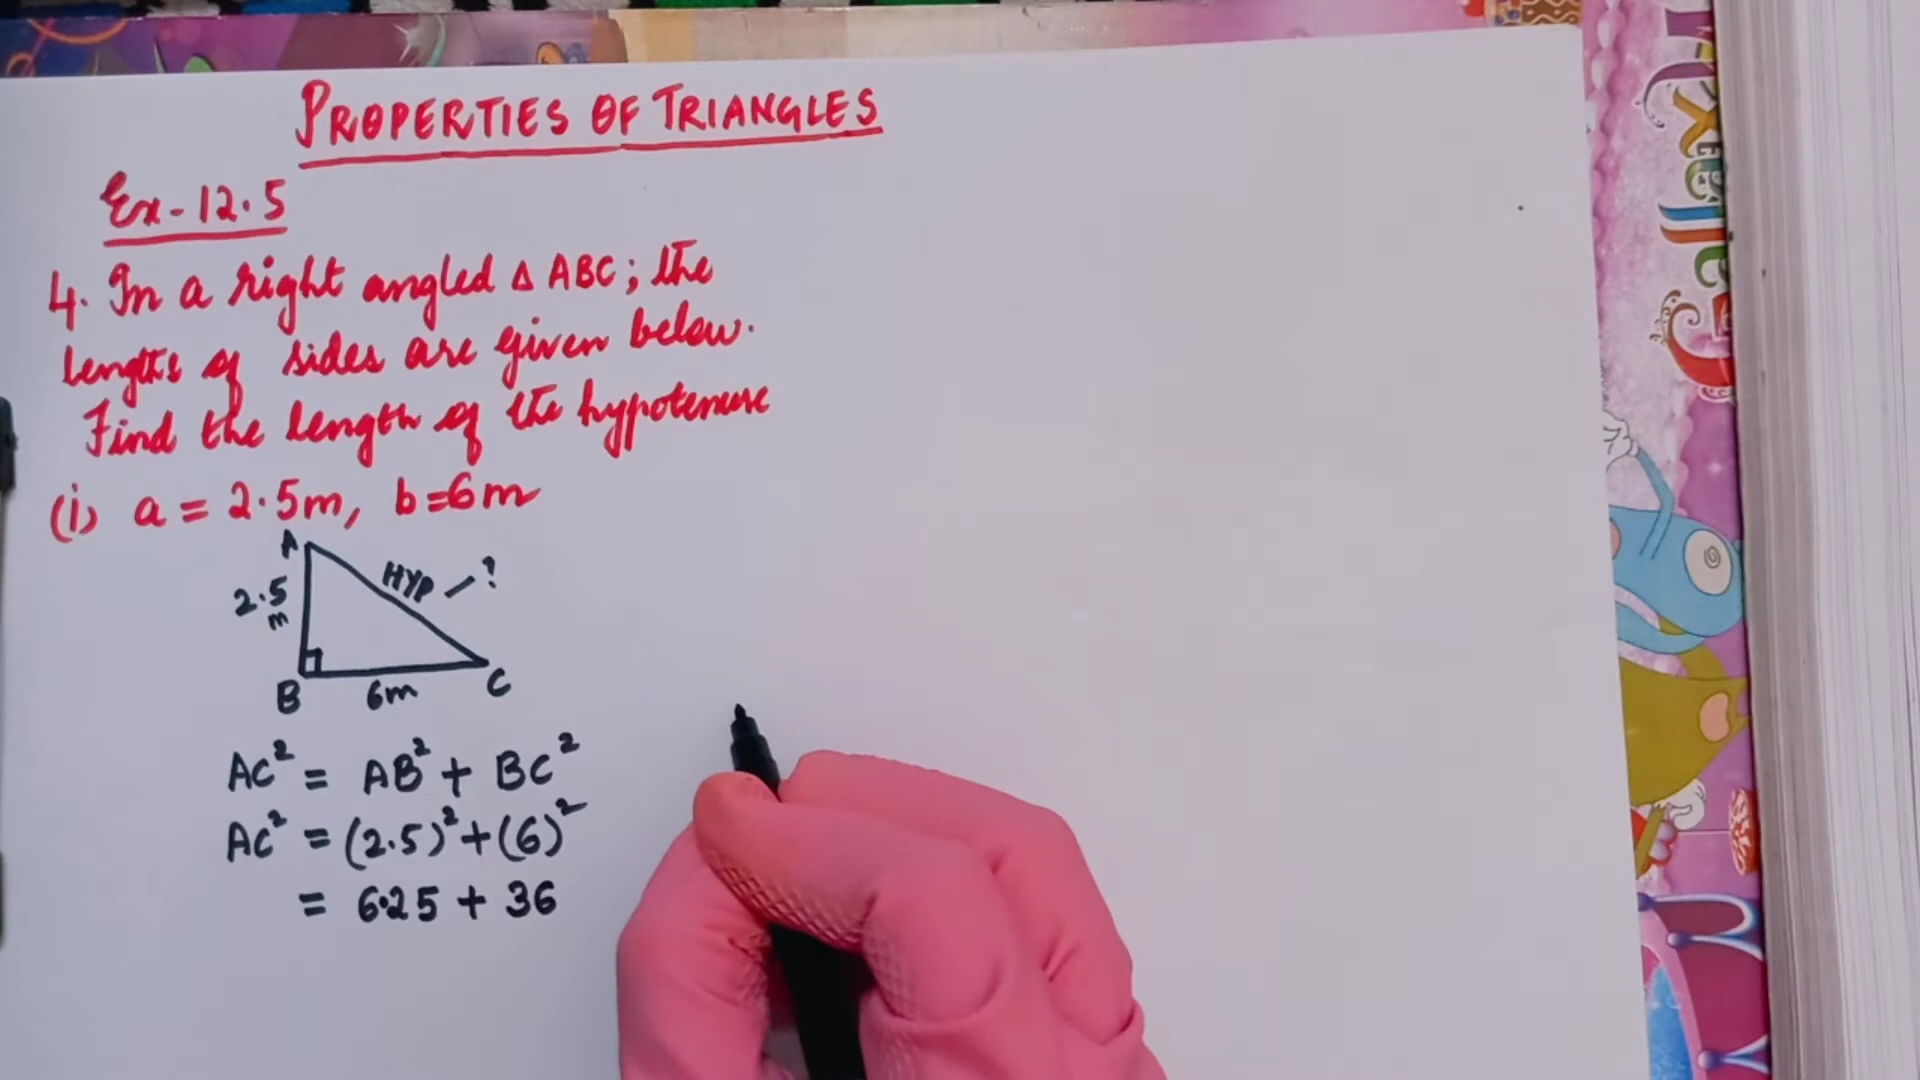 PROPERTIES OF TRIANGLES
Ex-12.5
4. In a right angled △ ABC; the
lengths of sides are given below.
Find the length of the hypotenuse
(i) a = 2.5m, b=6m
A
HYP - ?
2.5
m
B
6m
C
AC² = AB² + BC²
AC² = (2.5)² + (6)²
= 6.25 + 36